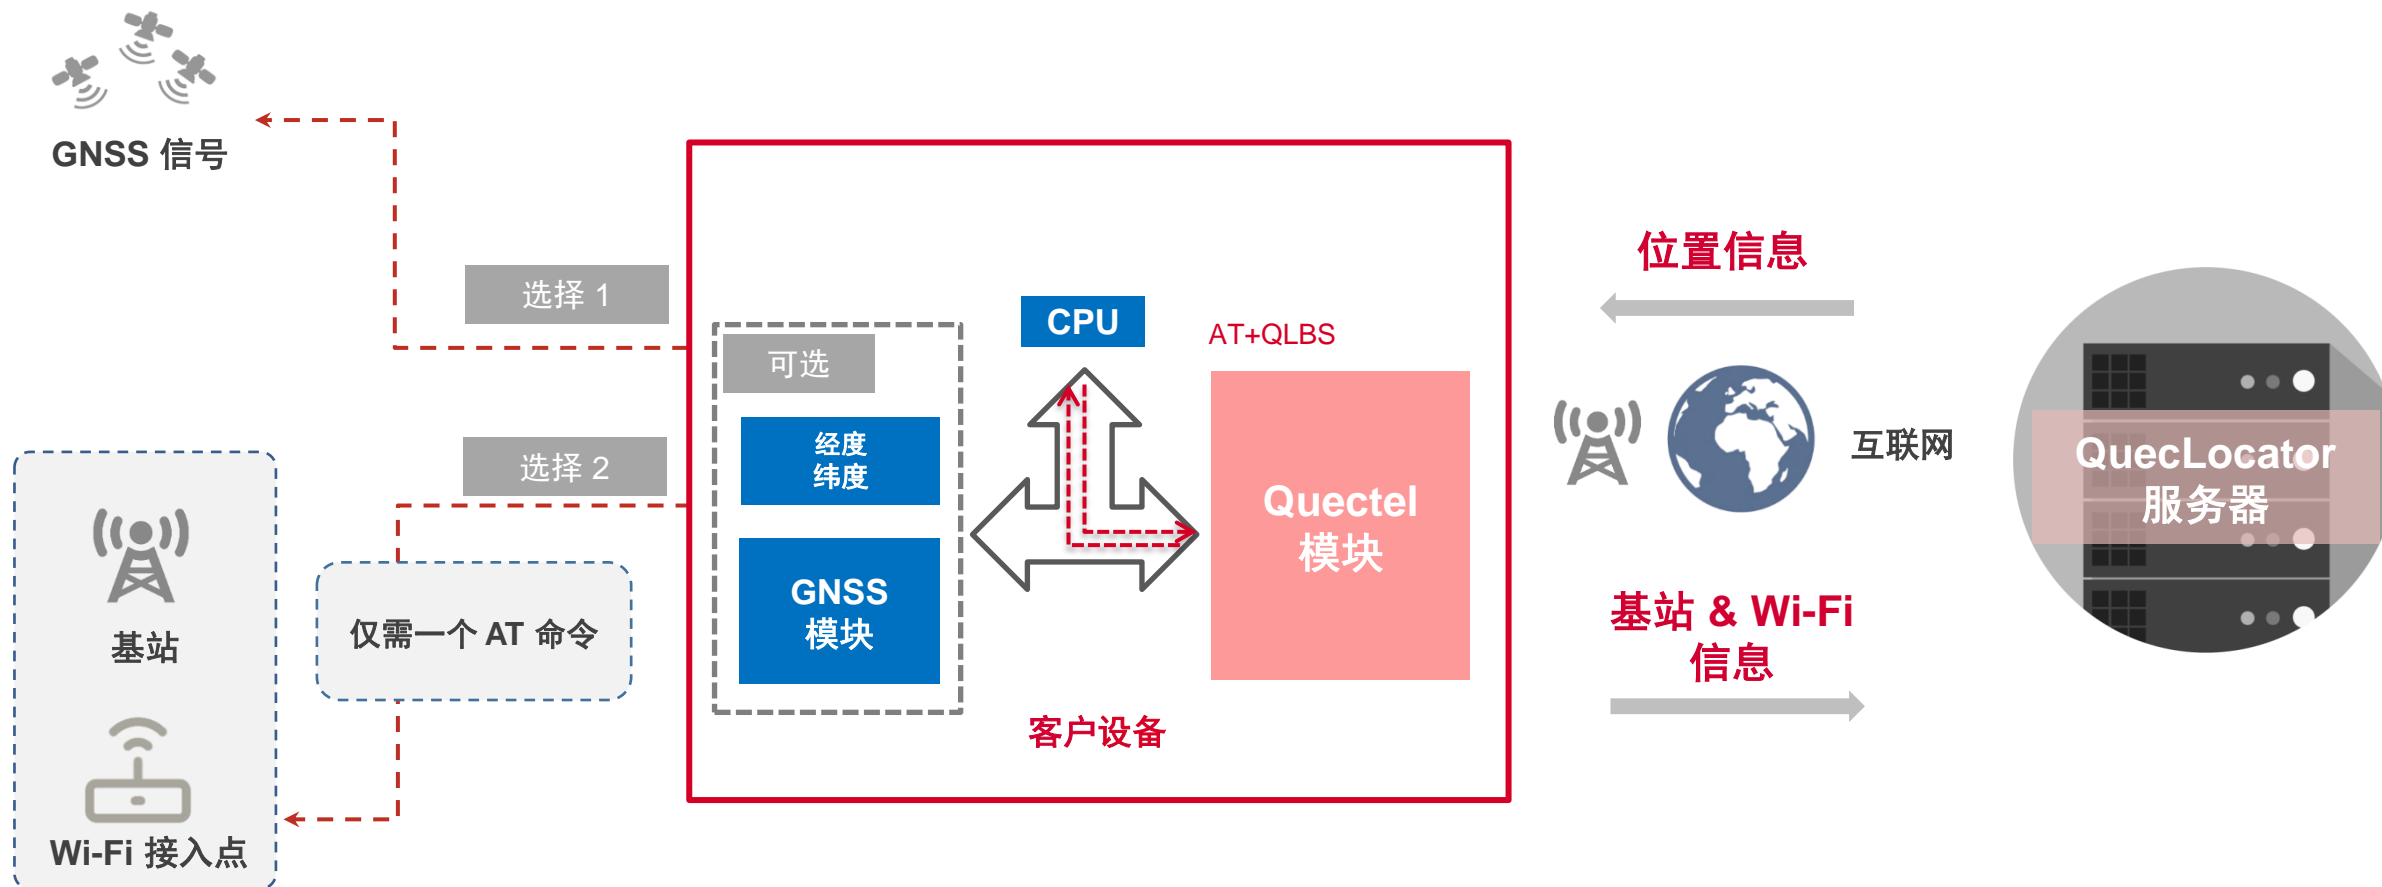 GNSS 信号
选择 1
选择 2
基站
Wi-Fi 接入点
仅需一个 AT 命令
可选
经度
纬度
GNSS
模块
CPU
AT+QLBS
Quectel
模块
客户设备
位置信息
互联网
基站 & Wi-Fi
信息
QuecLocator
服务器